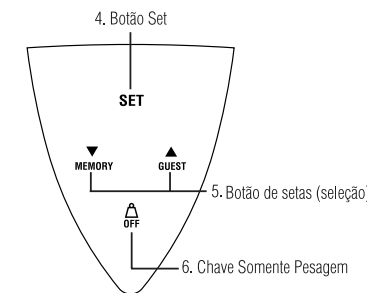 4. Botão Set
SET
▼ ▲
MEMORY GUEST
5. Botão de setas (seleção)
OFF
6. Chave Somente Pesagem